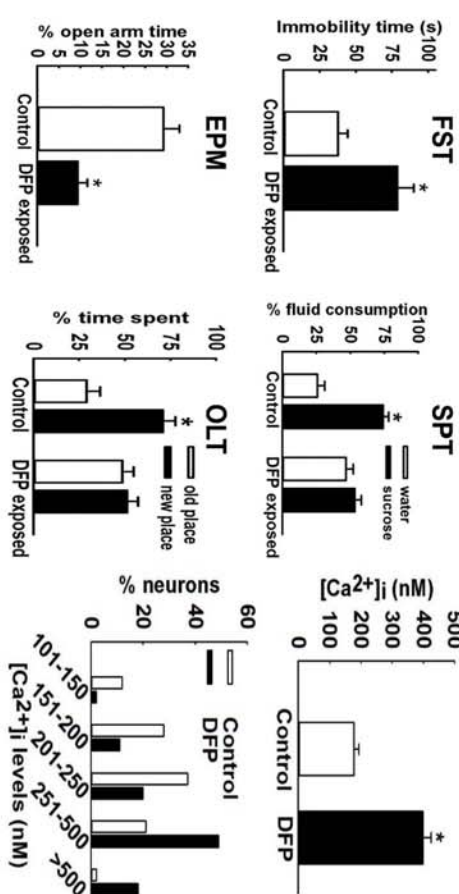 FST
Immobility time (s)
0 25 50 75 100
*
Control
DFP exposed
SPT
% fluid consumption
0 25 50 75 100
*
water
sucrose
Control
DFP exposed
[Ca2+]i (nM)
0 100 200 300 400 500
*
Control
DFP
EPM
% open arm time
0 5 10 15 20 25 30 35
*
Control
DFP exposed
OLT
% time spent
0 25 50 75 100
*
old place
new place
Control
DFP exposed
% neurons
0 20 40 60
Control
DFP
101-150
151-200
201-250
251-500
>500
[Ca2+]i levels (nM)